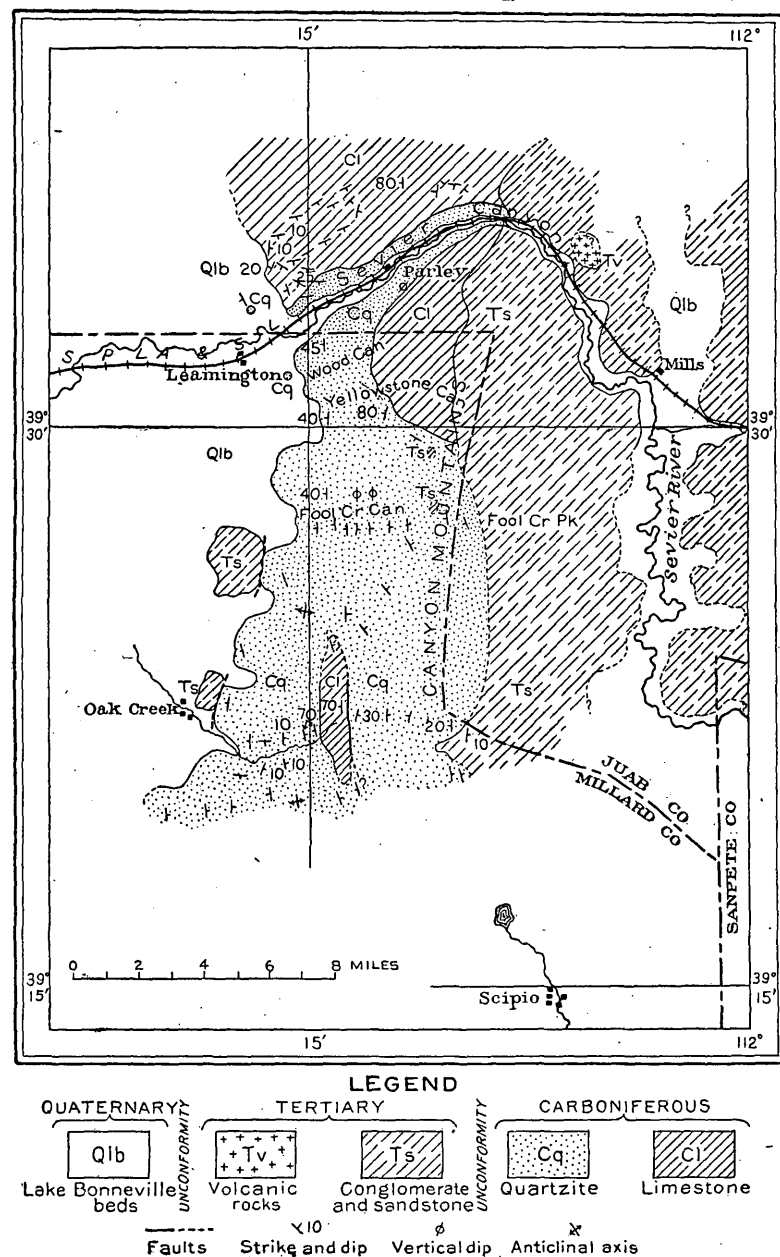 15' 112°
Cl
80
10
10
Sevier Canyon
Qlb 20
Tv
Parley
Cq
Cq Cl Ts
Qlb
S P L A & S L
45
Wood Can
Mills
Leamington
Cq
Yellowstone Can
40 80
39° 30' 39° 30'
Qlb
Ts
40 Ts
Fool Cr Can
Fool Cr Pk
CANYON MOUNTAINS
Sevier River
Ts
Ts Cq Cl Cq Ts
Oak Creek
70 70
10 30 20
10
10 10
?
JUAB CO
MILLARD CO
SANPETE CO
0 2 4 6 8 MILES
39° 15' 39° 15'
Scipio
15' 112°
LEGEND
QUATERNARY UNCONFORMITY TERTIARY UNCONFORMITY CARBONIFEROUS
Qlb Tv Ts Cq Cl
Lake Bonneville beds
Volcanic rocks
Conglomerate and sandstone
Quartzite
Limestone
Faults 10 Strike and dip Vertical dip Anticlinal axis